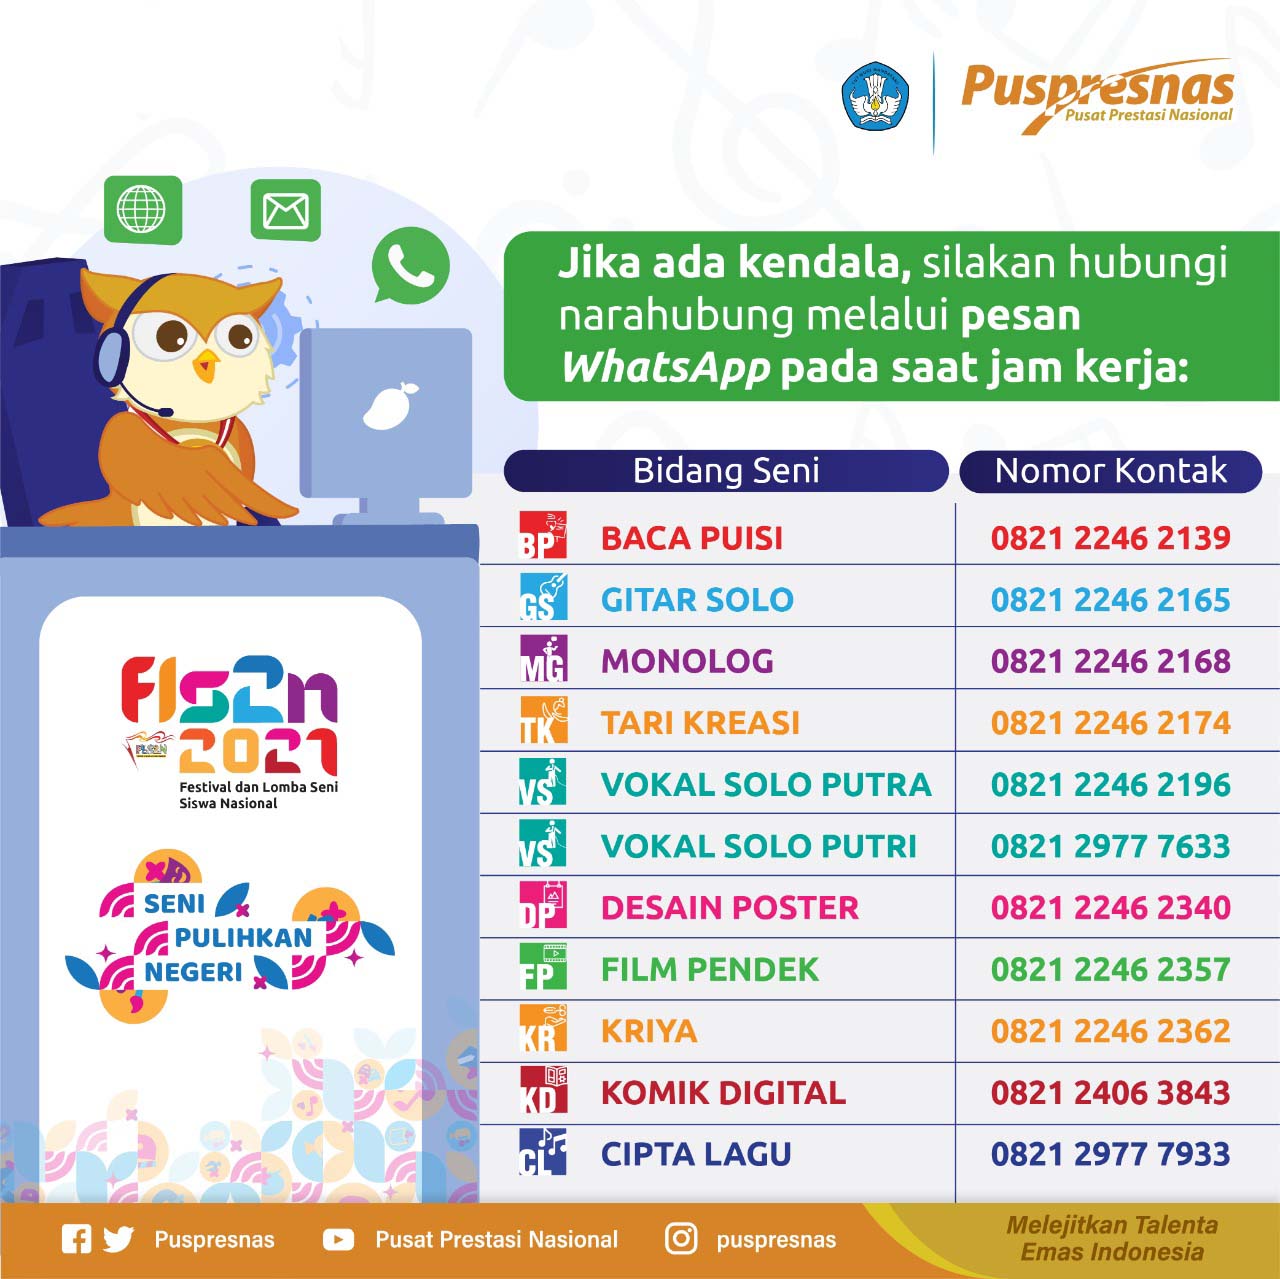 Puspresnas
Pusat Prestasi Nasional
Jika ada kendala, silakan hubungi
narahubung melalui pesan
WhatsApp pada saat jam kerja:
Bidang Seni Nomor Kontak
BP BACA PUISI 0821 2246 2139
GS GITAR SOLO 0821 2246 2165
MG MONOLOG 0821 2246 2168
TK TARI KREASI 0821 2246 2174
VS VOKAL SOLO PUTRA 0821 2246 2196
VS VOKAL SOLO PUTRI 0821 2977 7633
DP DESAIN POSTER 0821 2246 2340
FP FILM PENDEK 0821 2246 2357
KR KRIYA 0821 2246 2362
KD KOMIK DIGITAL 0821 2406 3843
CL CIPTA LAGU 0821 2977 7933
FLS2N
2021
Festival dan Lomba Seni
Siswa Nasional
SENI
PULIHKAN
NEGERI
Puspresnas Pusat Prestasi Nasional puspresnas
Melejitkan Talenta
Emas Indonesia